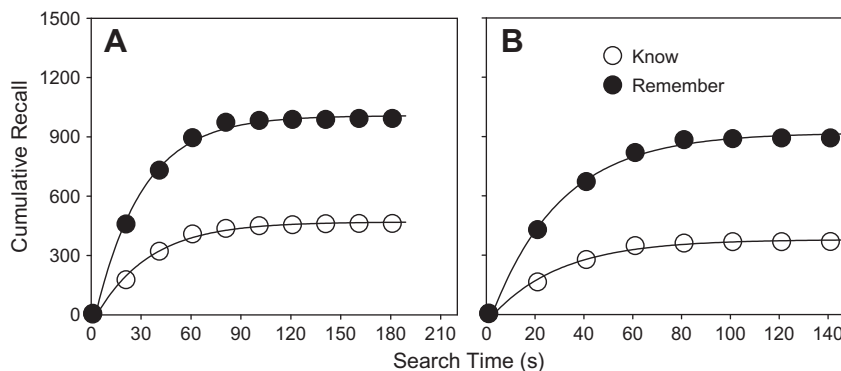 A
B
Know
Remember
Cumulative Recall
1500
1200
900
600
300
0
0 30 60 90 120 150 180 210
0 20 40 60 80 100 120 140
Search Time (s)